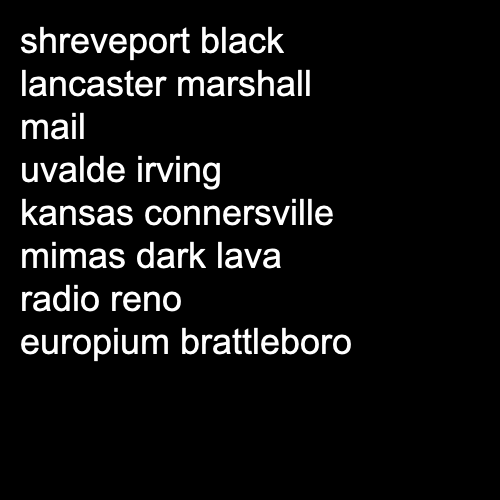 shreveport black
lancaster marshall
mail
uvalde irving
kansas connersville
mimas dark lava
radio reno
europium brattleboro